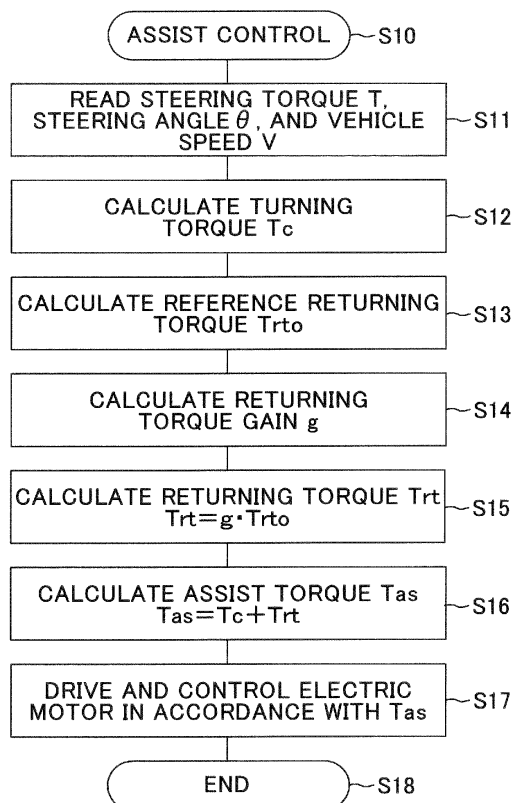 ASSIST CONTROL
S10
READ STEERING TORQUE T,
STEERING ANGLE θ, AND VEHICLE
SPEED V
S11
CALCULATE TURNING
TORQUE Tc
S12
CALCULATE REFERENCE RETURNING
TORQUE Trto
S13
CALCULATE RETURNING
TORQUE GAIN g
S14
CALCULATE RETURNING TORQUE Trt
Trt=g·Trto
S15
CALCULATE ASSIST TORQUE Tas
Tas=Tc+Trt
S16
DRIVE AND CONTROL ELECTRIC
MOTOR IN ACCORDANCE WITH Tas
S17
END
S18